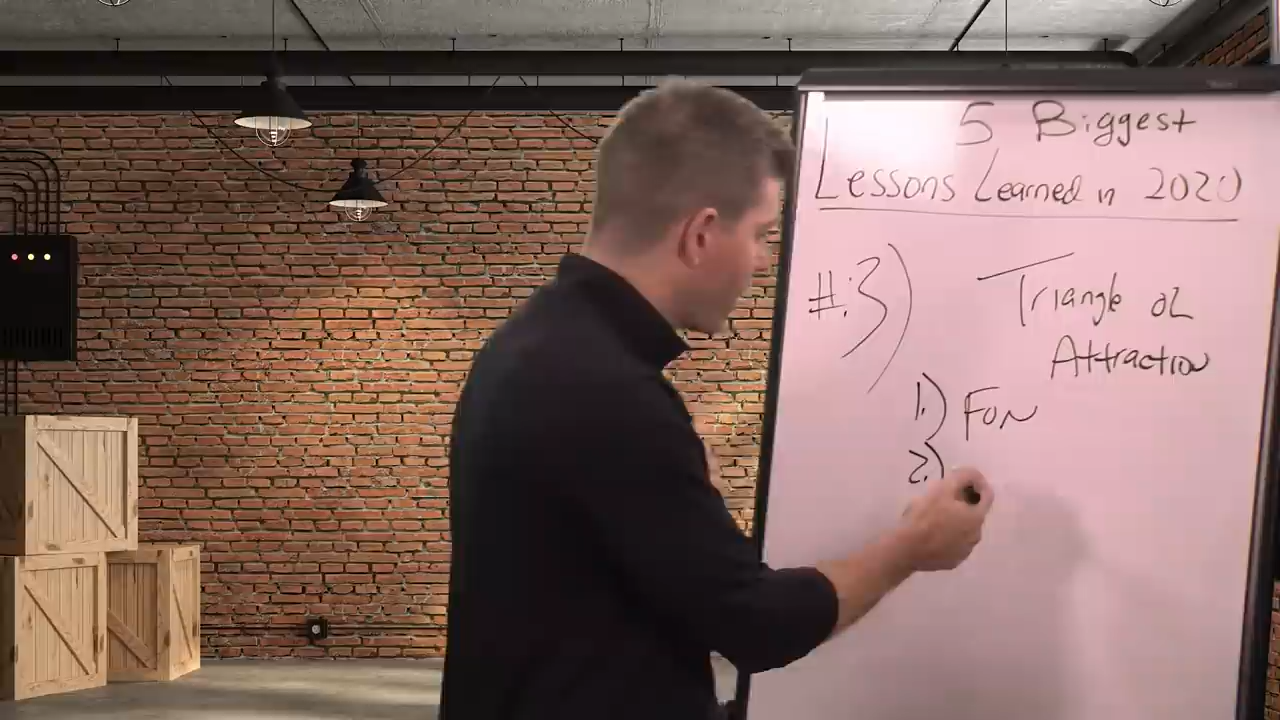 5 Biggest
Lessons Learned in 2020
#:3)
Triangle of
Attraction
1.) FUN
2.)